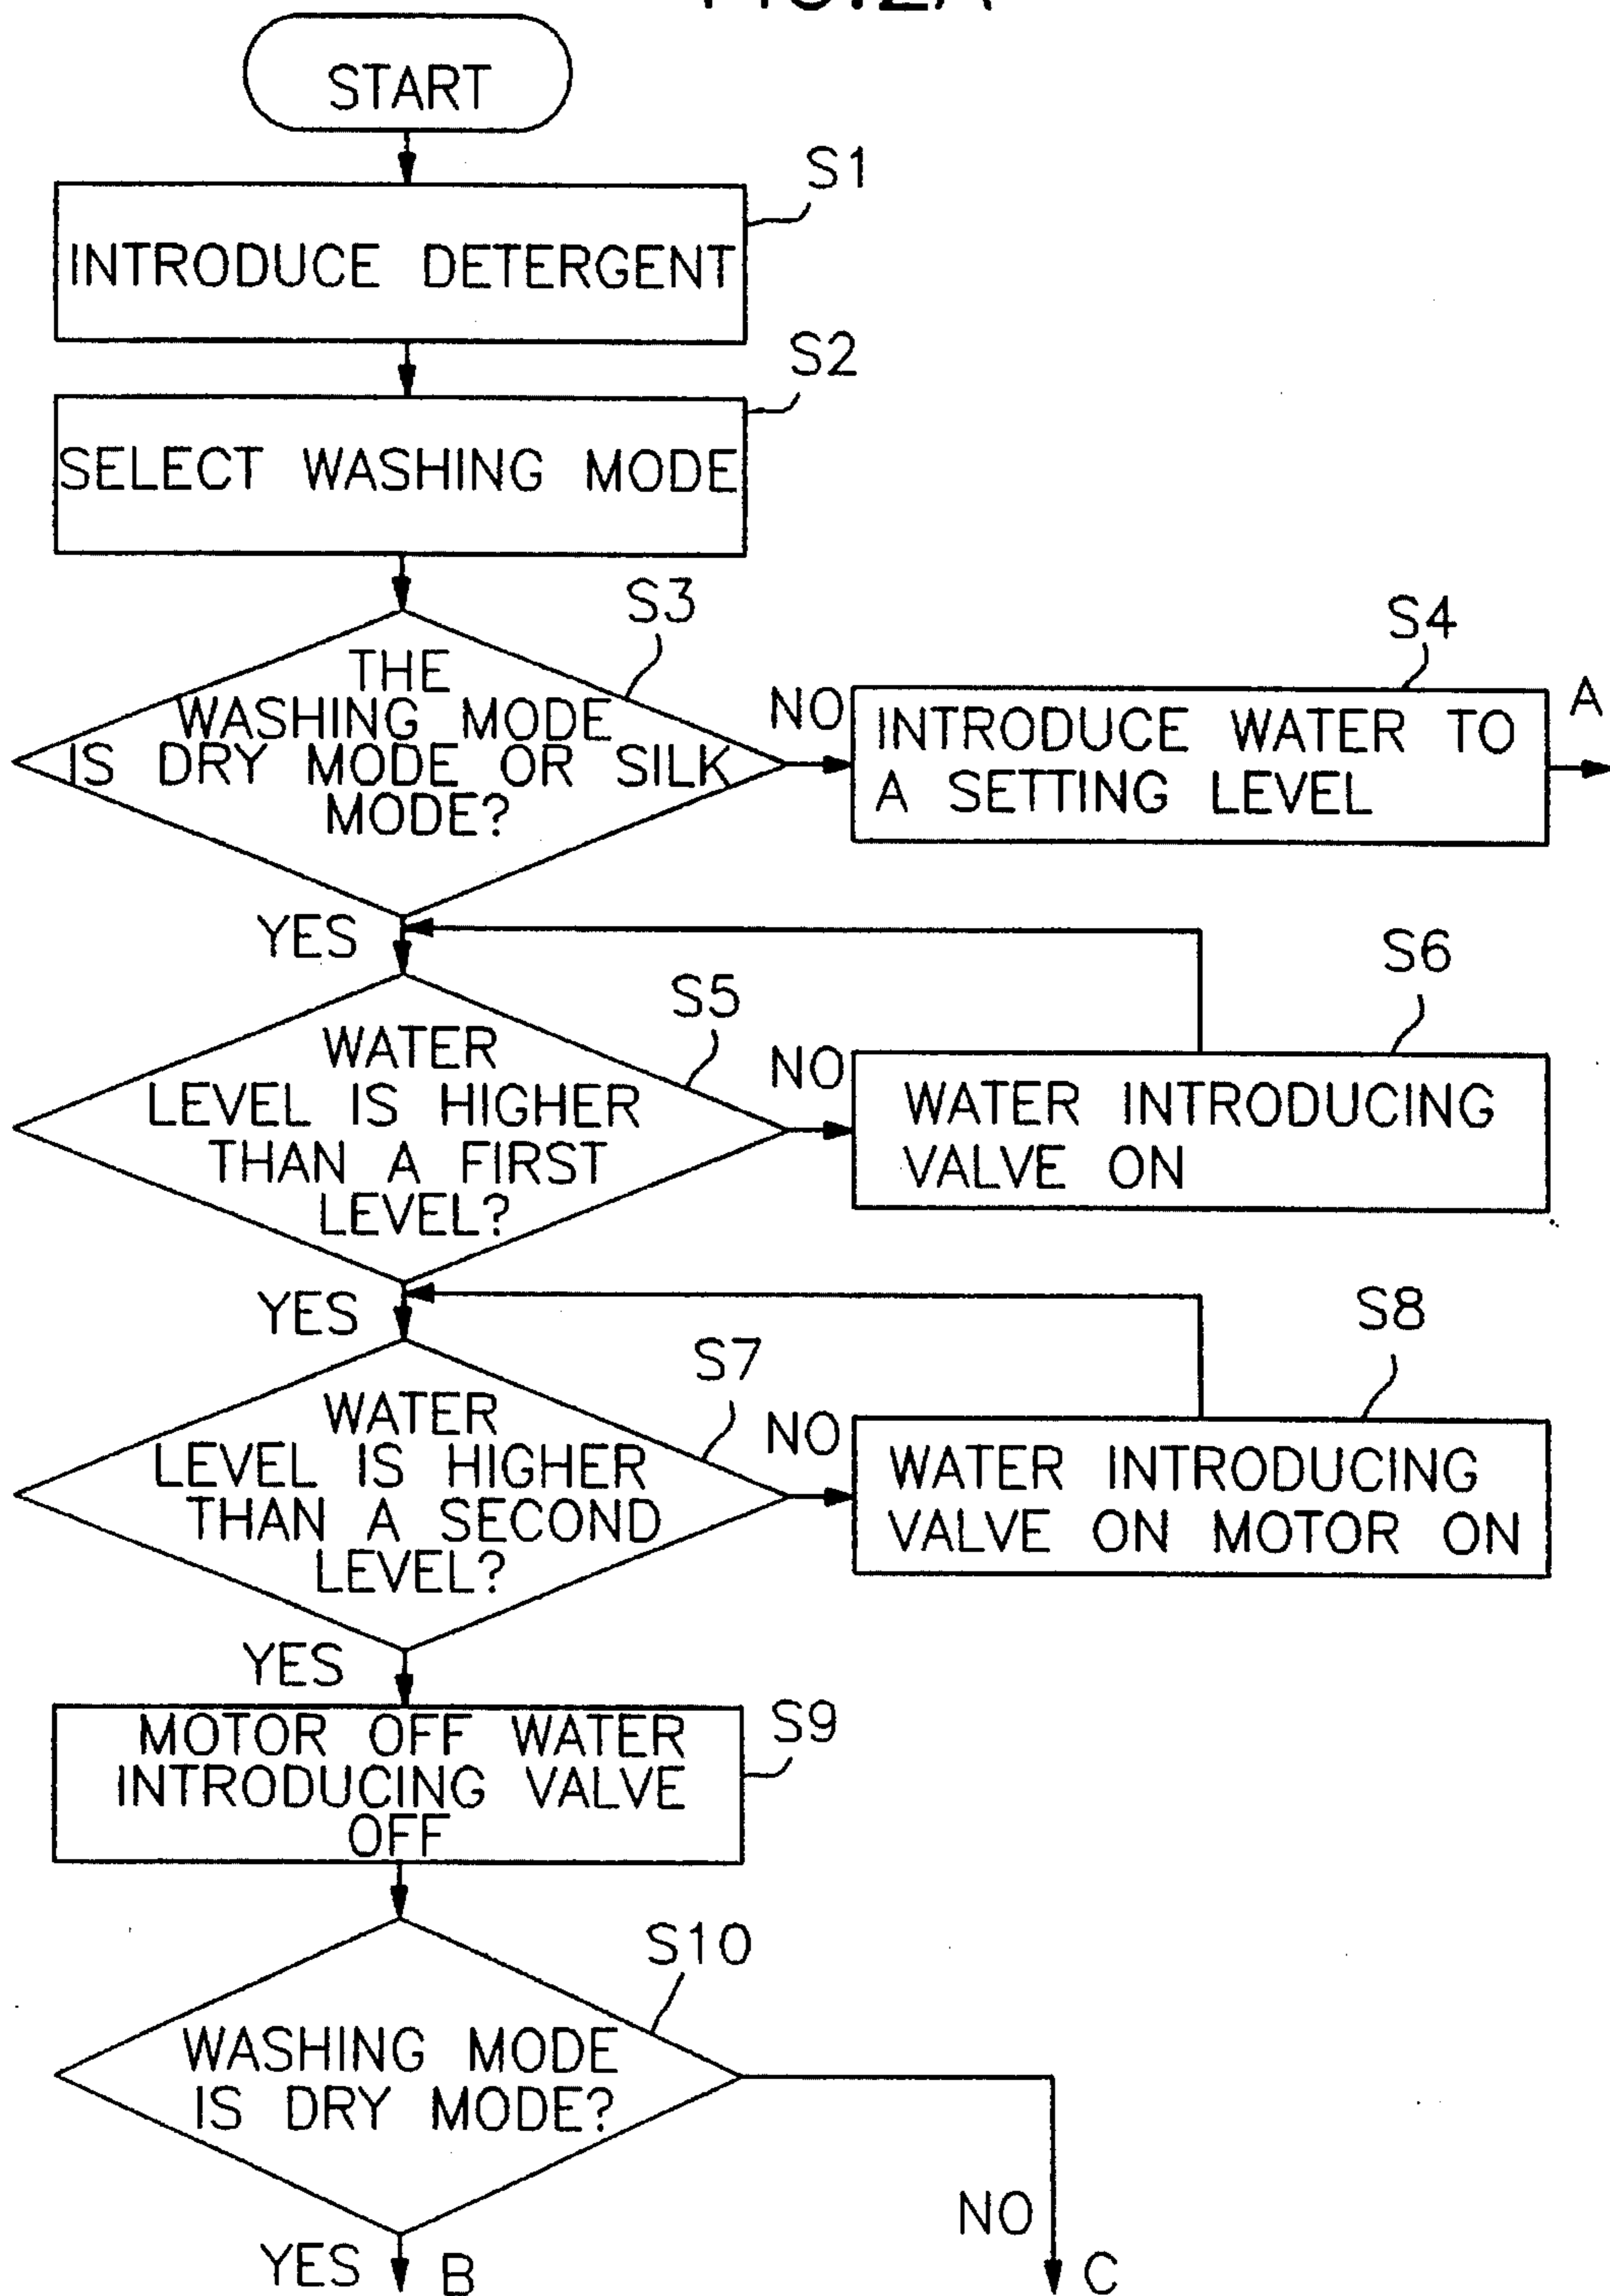 FIG.2A
START
S1
INTRODUCE DETERGENT
S2
SELECT WASHING MODE
S3
THE
WASHING MODE
IS DRY MODE OR SILK
MODE?
NO
S4
INTRODUCE WATER TO
A SETTING LEVEL
A
YES
S5
WATER
LEVEL IS HIGHER
THAN A FIRST
LEVEL?
NO
S6
WATER INTRODUCING
VALVE ON
YES
S7
WATER
LEVEL IS HIGHER
THAN A SECOND
LEVEL?
NO
S8
WATER INTRODUCING
VALVE ON MOTOR ON
YES
S9
MOTOR OFF WATER
INTRODUCING VALVE
OFF
S10
WASHING MODE
IS DRY MODE?
YES
B
NO
C